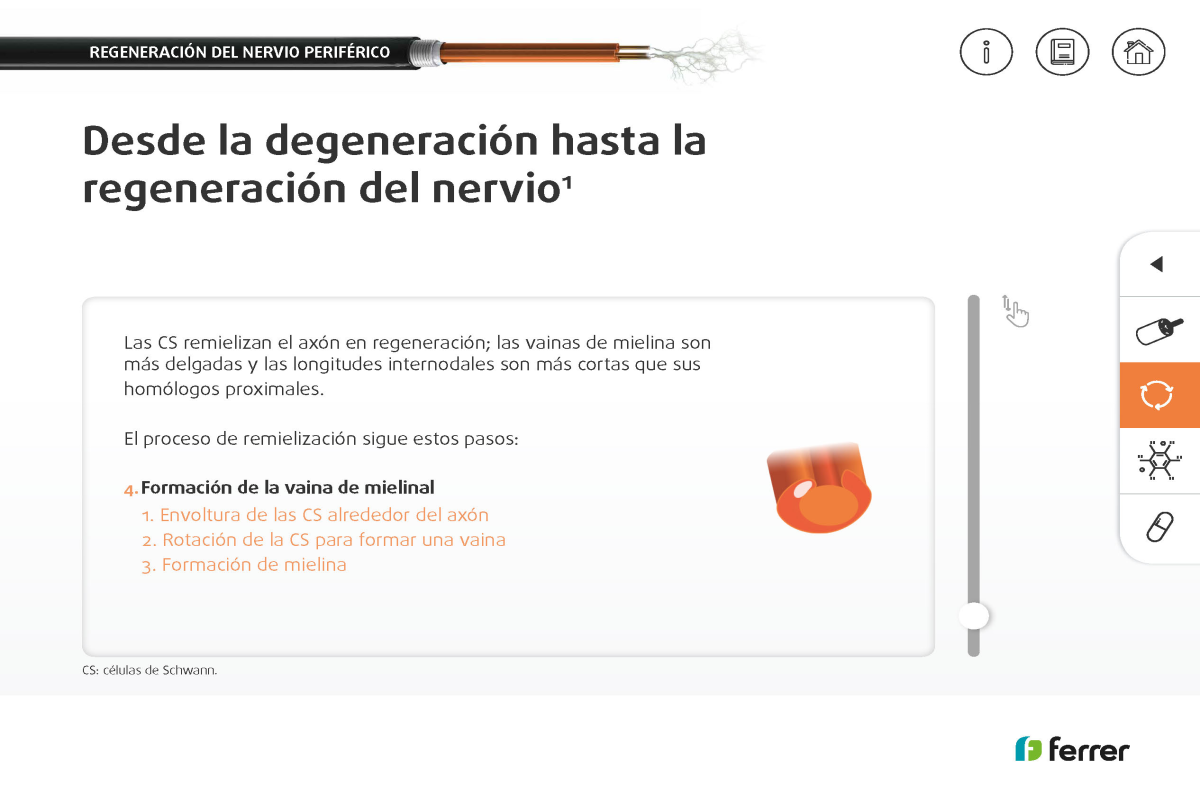 REGENERACIÓN DEL NERVIO PERIFÉRICO
Desde la degeneración hasta la
regeneración del nervio¹
Las CS remielizan el axón en regeneración; las vainas de mielina son
más delgadas y las longitudes internodales son más cortas que sus
homólogos proximales.
El proceso de remielización sigue estos pasos:
4. Formación de la vaina de mielinal
1. Envoltura de las CS alrededor del axón
2. Rotación de la CS para formar una vaina
3. Formación de mielina
CS: células de Schwann.
ferrer